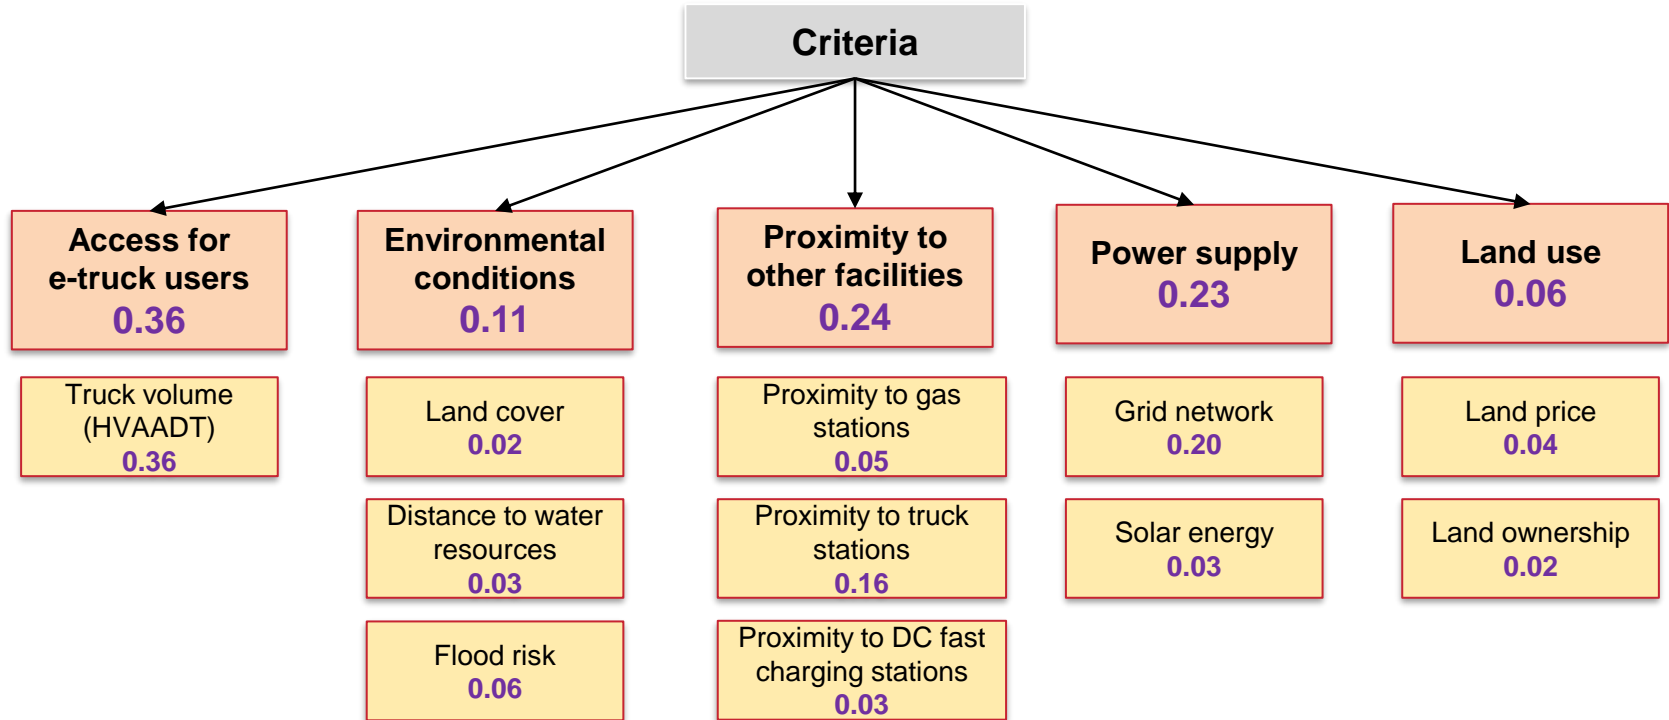 Criteria
Access for
e-truck users
0.36
Truck volume
(HVAADT)
0.36
Environmental
conditions
0.11
Land cover
0.02
Distance to water
resources
0.03
Flood risk
0.06
Proximity to
other facilities
0.24
Proximity to gas
stations
0.05
Proximity to truck
stations
0.16
Proximity to DC fast
charging stations
0.03
Power supply
0.23
Grid network
0.20
Solar energy
0.03
Land use
0.06
Land price
0.04
Land ownership
0.02